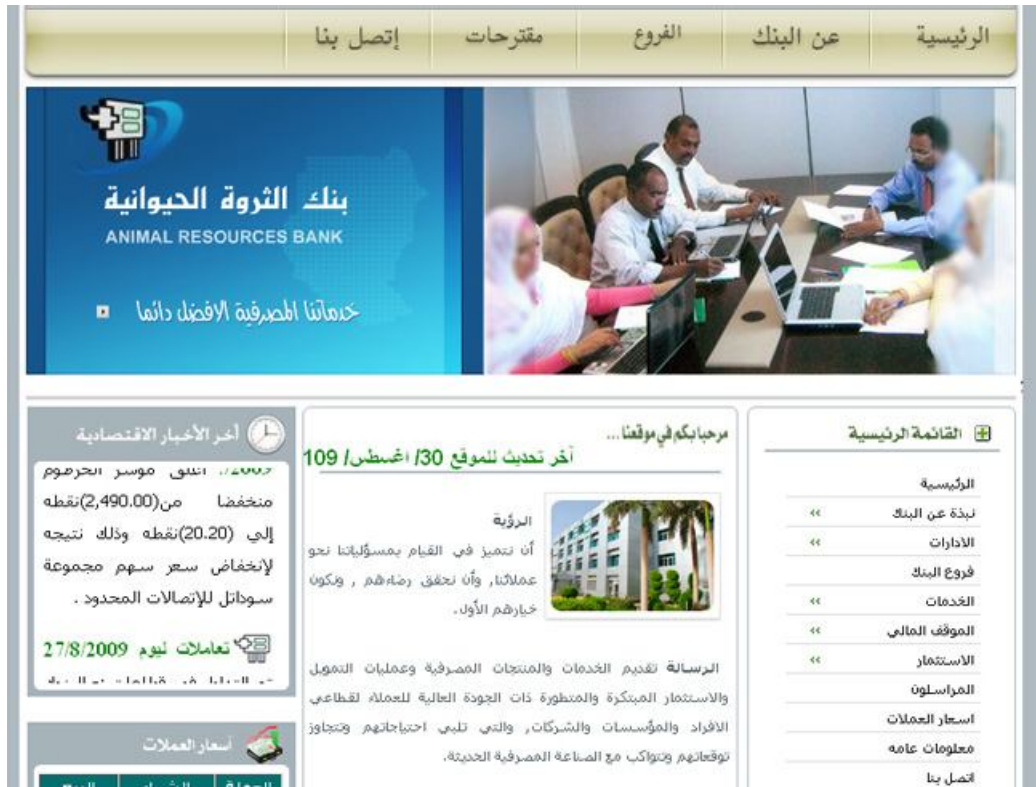 الرئيسية
عن البنك
الفروع
مقترحات
إتصل بنا
بنك الثروة الحيوانية
ANIMAL RESOURCES BANK
خدماتنا المصرفية الافضل دائما
القائمة الرئيسية
الرئيسية
نبذة عن البنك
الادارات
فروع البنك
الخدمات
الموقف المالي
الاستثمار
المراسلون
اسعار العملات
معلومات عامه
اتصل بنا
مرحبا بكم في موقعنا...
آخر تحديث للموقع 30/ اغسطس/ 109
الرؤية
أن نتميز في القيام بمسؤلياتنا نحو
عملائنا, وأن نحقق رضاءهم , ونكون
خيارهم الأول.
الرسالة تقديم الخدمات والمنتجات المصرفية وعمليات التمويل
والاستثمار المبتكرة والمتطورة ذات الجودة العالية للعملاء لقطاعي
الافراد والمؤسسات والشركات, والتي تلبي احتياجاتهم وتتجاوز
توقعاتهم وتتواكب مع الصناعة المصرفية الحديثة.
أخر الأخبار الاقتصادية
منخفضا من(2,490.00)نقطه
إلي (20.20)نقطه وذلك نتيجه
لإنخفاض سعر سهم مجموعة
سوداتل للإتصالات المحدود .
تعاملات ليوم 27/8/2009
أسعار العملات